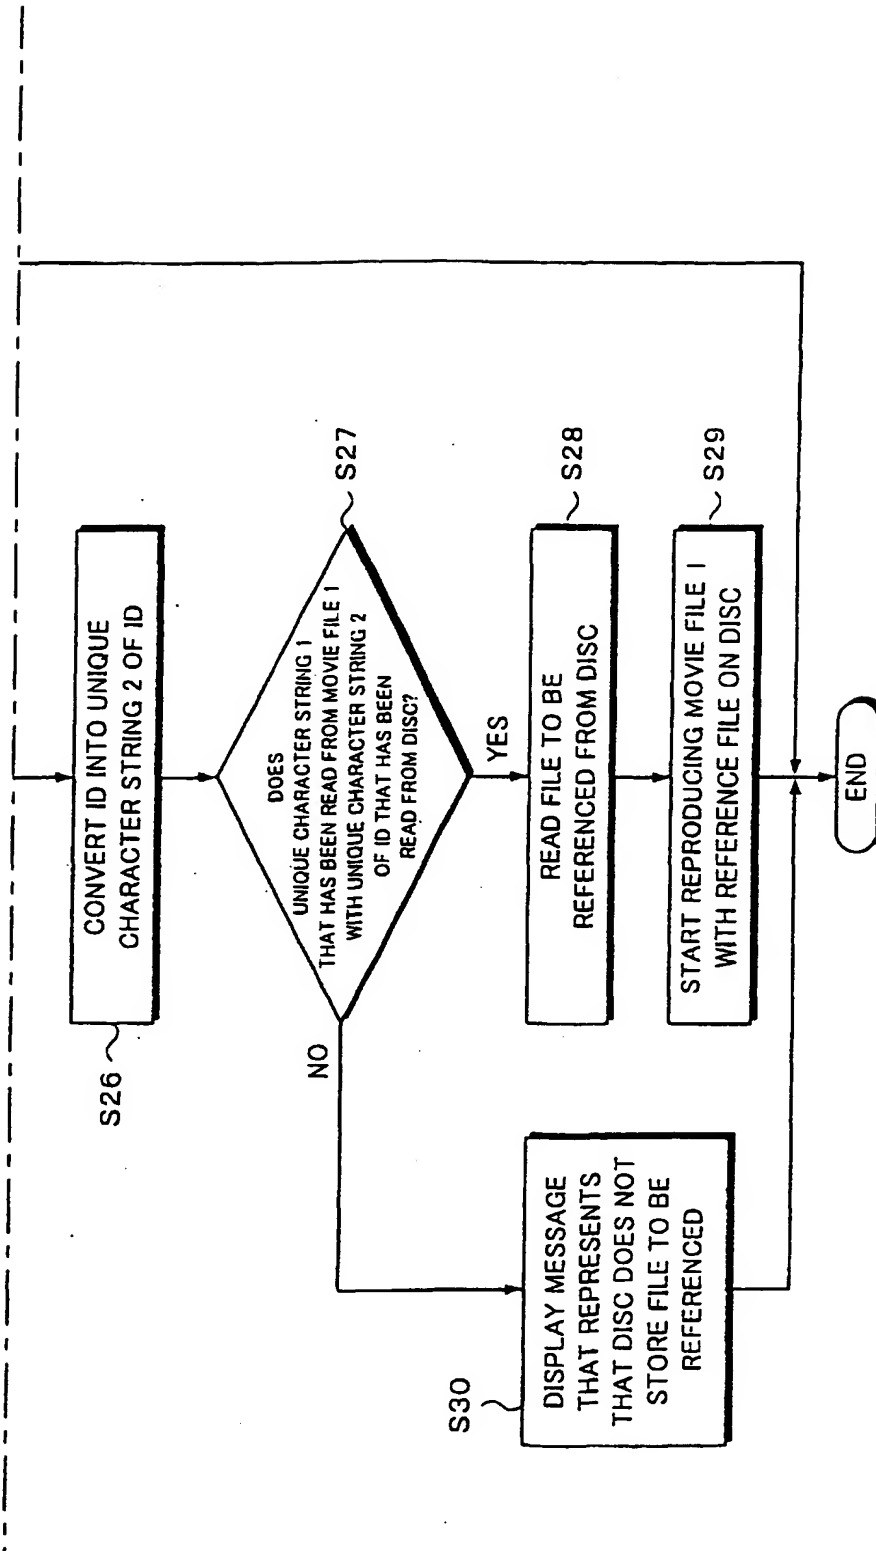 CONVERT ID INTO UNIQUE
CHARACTER STRING 2 OF ID
S26
DOES
UNIQUE CHARACTER STRING 1
THAT HAS BEEN READ FROM MOVIE FILE 1
WITH UNIQUE CHARACTER STRING 2
OF ID THAT HAS BEEN
READ FROM DISC?
S27
NO
YES
READ FILE TO BE
REFERENCED FROM DISC
S28
START REPRODUCING MOVIE FILE 1
WITH REFERENCE FILE ON DISC
S29
DISPLAY MESSAGE
THAT REPRESENTS
THAT DISC DOES NOT
STORE FILE TO BE
REFERENCED
S30
END